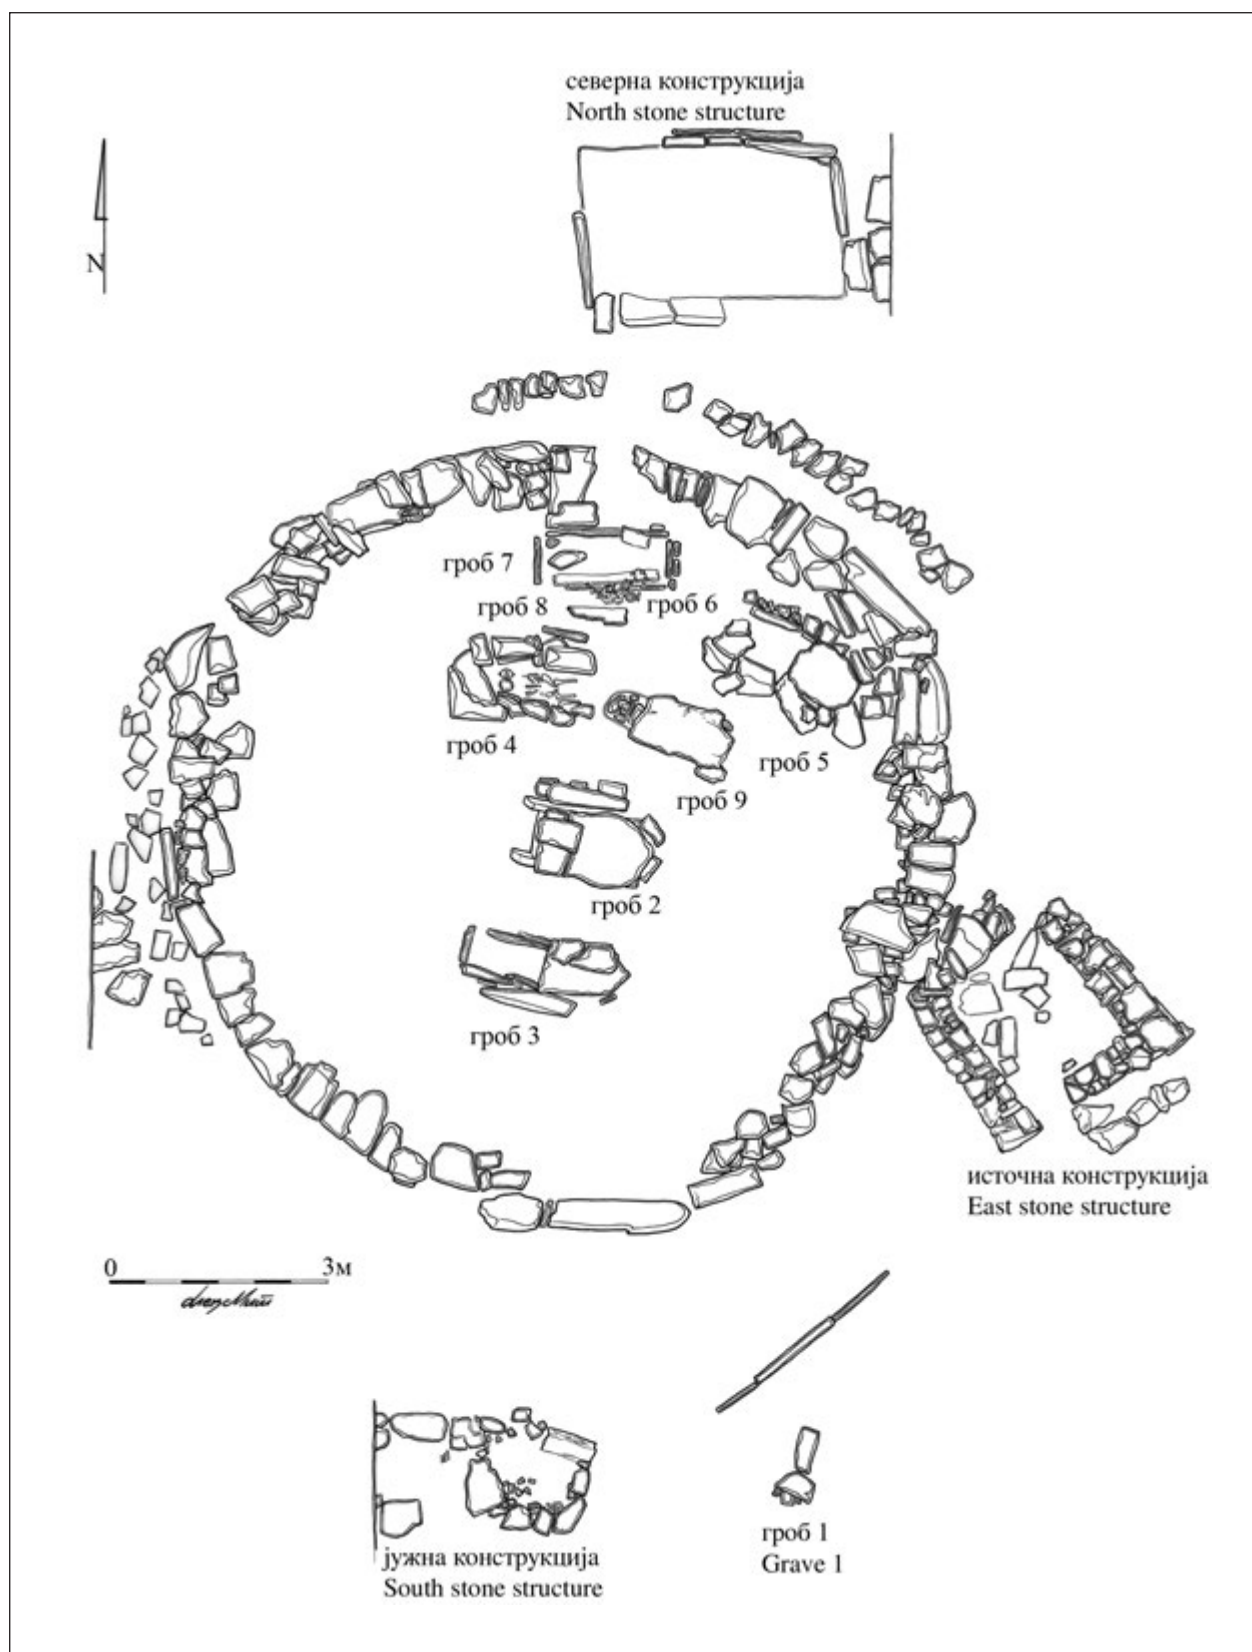 северна конструкција
North stone structure
N
гроб 7
гроб 8
гроб 6
гроб 4
гроб 5
гроб 9
гроб 2
гроб 3
источна конструкција
East stone structure
0 3м
јужна конструкција
South stone structure
гроб 1
Grave 1